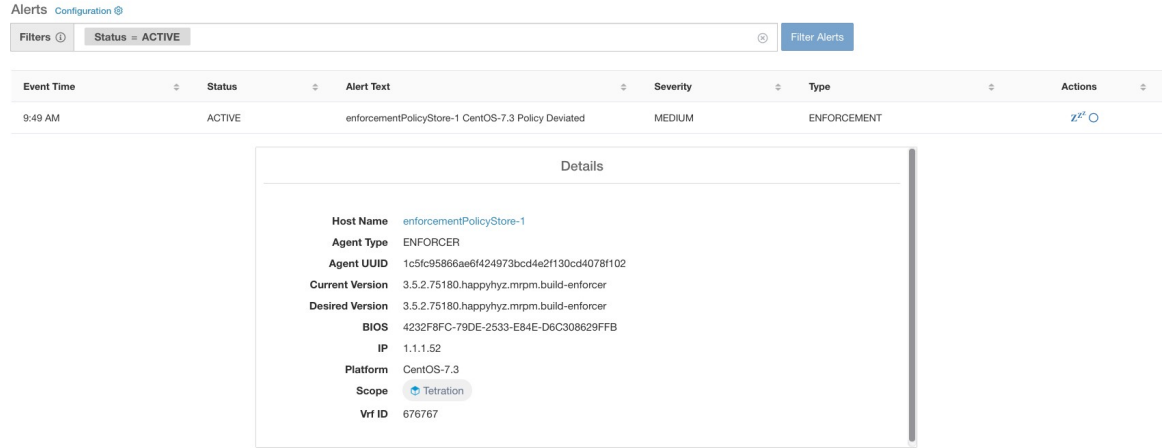 Alerts Configuration
Filters Status = ACTIVE Filter Alerts
Event Time Status Alert Text Severity Type Actions
9:49 AM ACTIVE enforcementPolicyStore-1 CentOS-7.3 Policy Deviated MEDIUM ENFORCEMENT zzz
Details
Host Name enforcementPolicyStore-1
Agent Type ENFORCER
Agent UUID 1c5fc95866ae6f424973bcd4e2f130cd4078f102
Current Version 3.5.2.75180.happyhyz.mrpm.build-enforcer
Desired Version 3.5.2.75180.happyhyz.mrpm.build-enforcer
BIOS 4232F8FC-79DE-2533-E84E-D6C308629FFB
IP 1.1.1.52
Platform CentOS-7.3
Scope Tetration
Vrf ID 676767